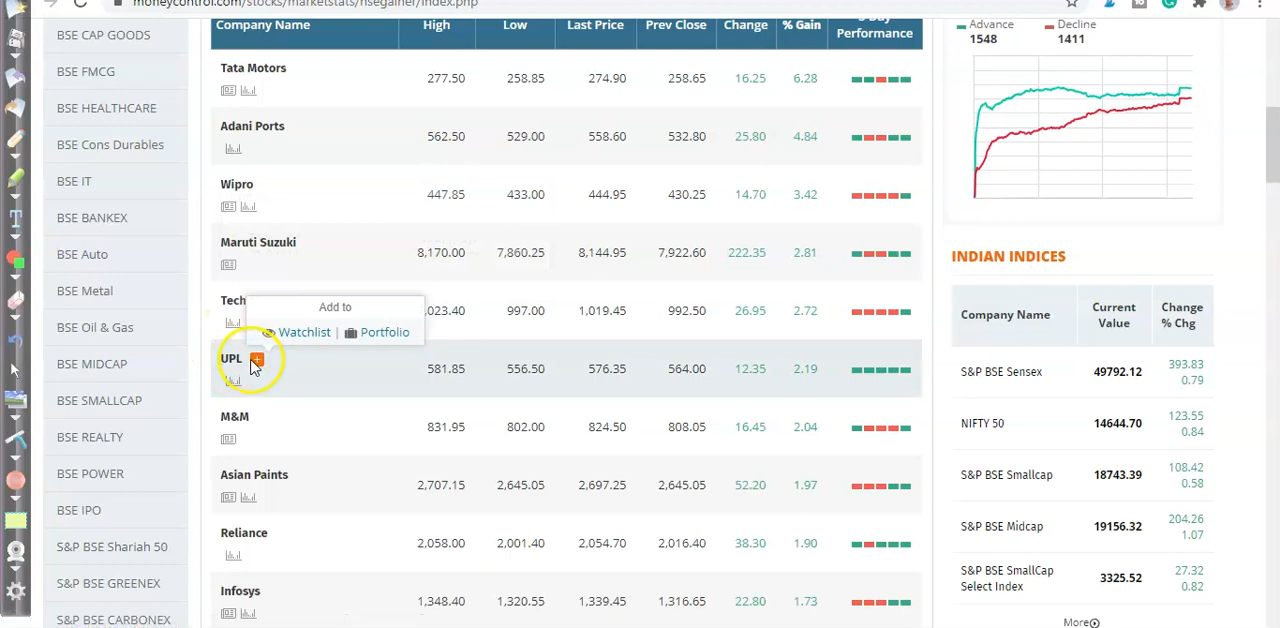 moneycontrol.com/stocks/marketstats/nsegainer/index.php
BSE CAP GOODS
BSE FMCG
BSE HEALTHCARE
BSE Cons Durables
BSE IT
BSE BANKEX
BSE Auto
BSE Metal
BSE Oil & Gas
BSE MIDCAP
BSE SMALLCAP
BSE REALTY
BSE POWER
BSE IPO
S&P BSE Shariah 50
S&P BSE GREENEX
S&P BSE CARBONEX
Company Name High Low Last Price Prev Close Change % Gain Day Performance
Tata Motors 277.50 258.85 274.90 258.65 16.25 6.28
Adani Ports 562.50 529.00 558.60 532.80 25.80 4.84
Wipro 447.85 433.00 444.95 430.25 14.70 3.42
Maruti Suzuki 8,170.00 7,860.25 8,144.95 7,922.60 222.35 2.81
Tech ,023.40 997.00 1,019.45 992.50 26.95 2.72
Add to
Watchlist | Portfolio
UPL 581.85 556.50 576.35 564.00 12.35 2.19
M&M 831.95 802.00 824.50 808.05 16.45 2.04
Asian Paints 2,707.15 2,645.05 2,697.25 2,645.05 52.20 1.97
Reliance 2,058.00 2,001.40 2,054.70 2,016.40 38.30 1.90
Infosys 1,348.40 1,320.55 1,339.45 1,316.65 22.80 1.73
Advance Decline
1548 1411
INDIAN INDICES
Company Name Current Value Change % Chg
S&P BSE Sensex 49792.12 393.83 0.79
NIFTY 50 14644.70 123.55 0.84
S&P BSE Smallcap 18743.39 108.42 0.58
S&P BSE Midcap 19156.32 204.26 1.07
S&P BSE SmallCap Select Index 3325.52 27.32 0.82
More